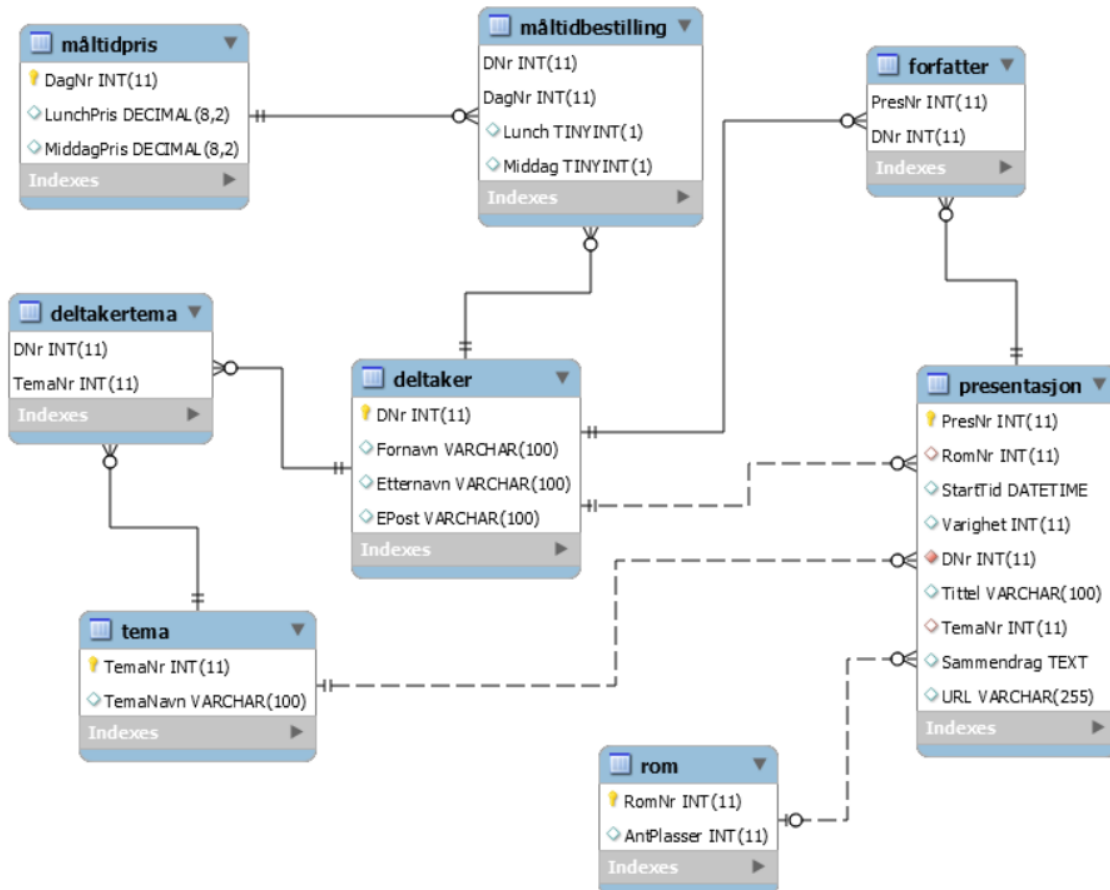 måltidpris
DagNr INT(11)
LunchPris DECIMAL(8,2)
MiddagPris DECIMAL(8,2)
Indexes
måltidbestilling
DNr INT(11)
DagNr INT(11)
Lunch TINYINT(1)
Middag TINYINT(1)
Indexes
forfatter
PresNr INT(11)
DNr INT(11)
Indexes
deltakertema
DNr INT(11)
TemaNr INT(11)
Indexes
deltaker
DNr INT(11)
Fornavn VARCHAR(100)
Etternavn VARCHAR(100)
EPost VARCHAR(100)
Indexes
presentasjon
PresNr INT(11)
RomNr INT(11)
StartTid DATETIME
Varighet INT(11)
DNr INT(11)
Tittel VARCHAR(100)
TemaNr INT(11)
Sammendrag TEXT
URL VARCHAR(255)
Indexes
tema
TemaNr INT(11)
TemaNavn VARCHAR(100)
Indexes
rom
RomNr INT(11)
AntPlasser INT(11)
Indexes